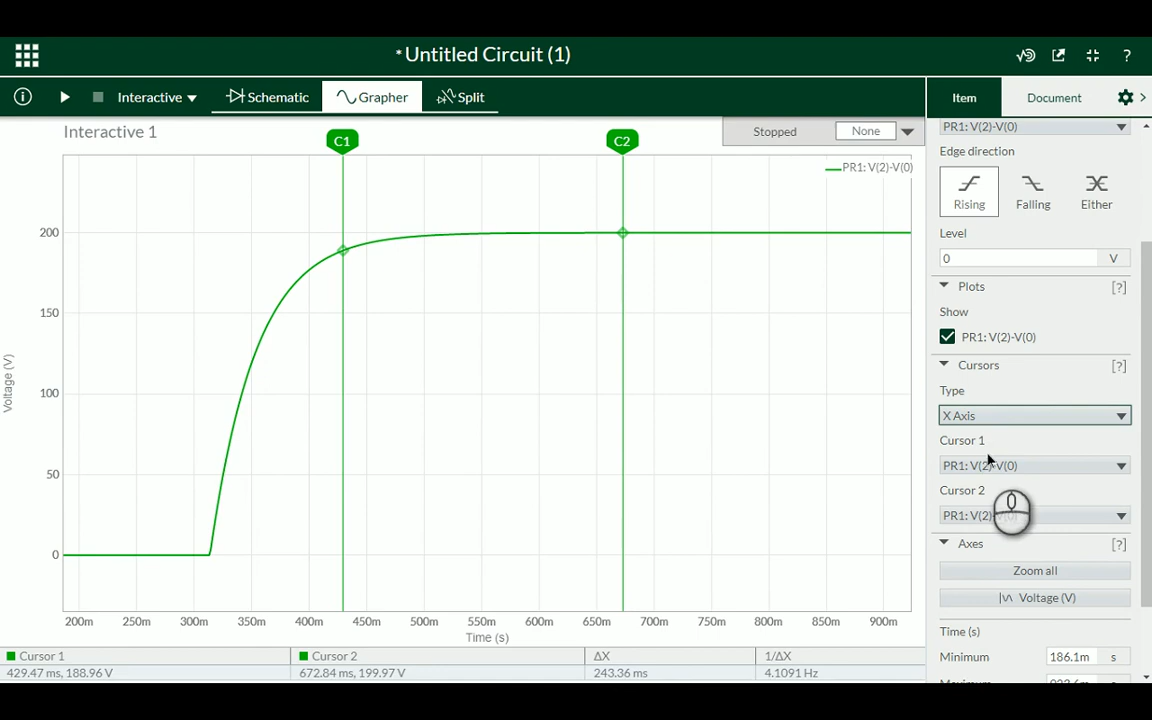 * Untitled Circuit (1)
?
Interactive
Schematic
Grapher
Split
Item
Document
Interactive 1
C1
C2
Stopped
None
PR1: V(2)-V(0)
PR1: V(2)-V(0)
Edge direction
Rising
Falling
Either
Level
0
V
Plots
[?]
Show
PR1: V(2)-V(0)
Cursors
[?]
Type
X Axis
Cursor 1
PR1: V(2)-V(0)
Cursor 2
PR1: V(2)
Axes
[?]
Zoom all
Voltage (V)
Time (s)
Minimum
186.1m
s
Voltage (V)
200
150
100
50
0
200m
250m
300m
350m
400m
450m
500m
550m
600m
650m
700m
750m
800m
850m
900m
Time (s)
Cursor 1
Cursor 2
ΔX
1/ΔX
429.47 ms, 188.96 V
672.84 ms, 199.97 V
243.36 ms
4.1091 Hz